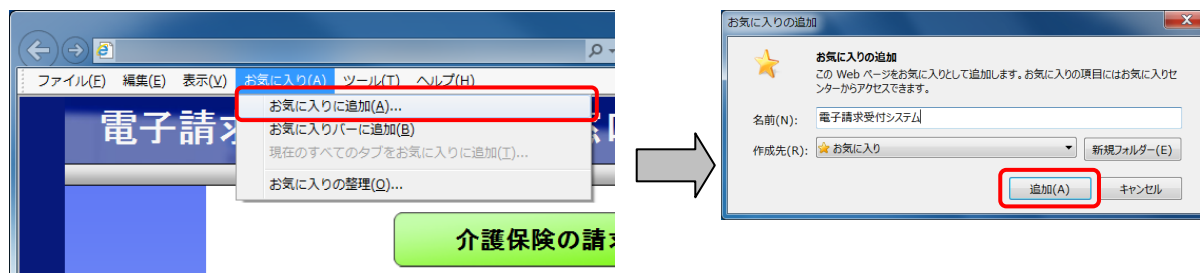 ファイル(F) 編集(E) 表示(V) お気に入り(A) ツール(T) ヘルプ(H)
お気に入りに追加(A)...
お気に入りバーに追加(B)
現在のすべてのタブをお気に入りに追加(T)...
お気に入りの整理(O)...
電子請
介護保険の請
お気に入りの追加
お気に入りの追加
この Web ページをお気に入りとして追加します。お気に入りの項目にはお気に入りセ
ンターからアクセスできます。
名前(N): 電子請求受付システム
作成先(R): お気に入り 新規フォルダー(E)
追加(A) キャンセル